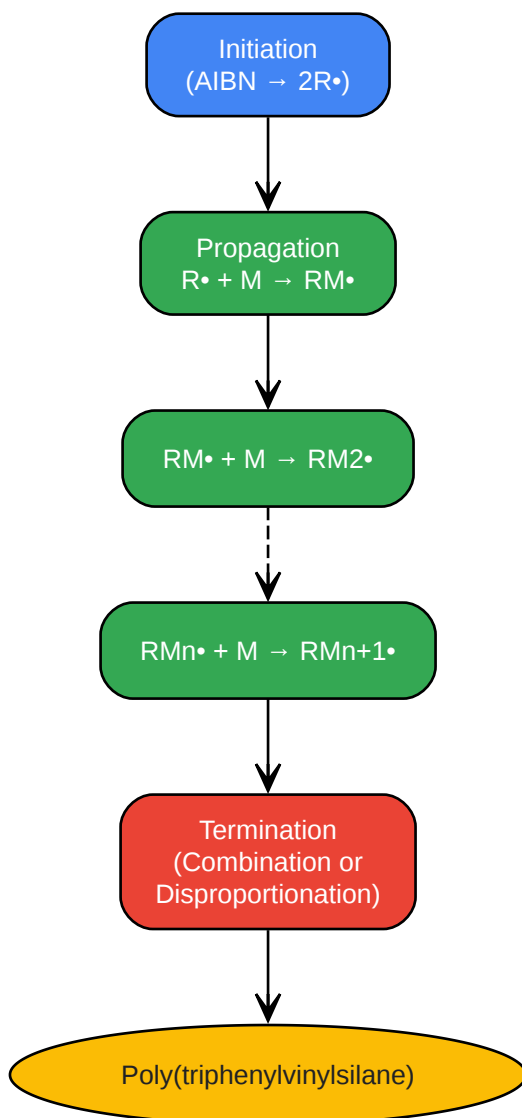 Initiation
(AIBN → 2R•)
Propagation
R• + M → RM•
RM• + M → RM2•
RMn• + M → RMn+1•
Termination
(Combination or
Disproportionation)
Poly(triphenylvinylsilane)